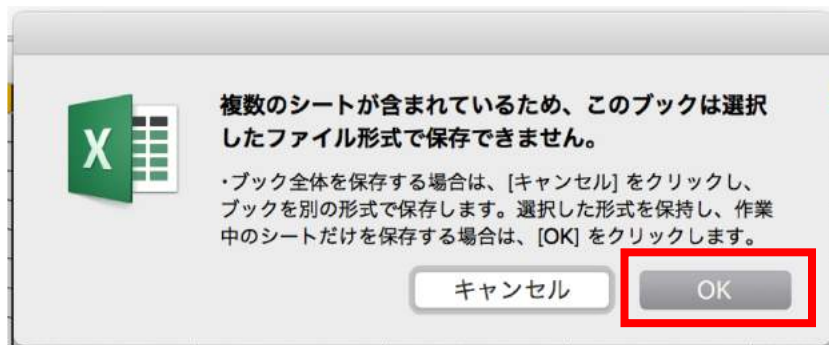 複数のシートが含まれているため、このブックは選択
したファイル形式で保存できません。
・ブック全体を保存する場合は、[キャンセル] をクリックし、
ブックを別の形式で保存します。選択した形式を保持し、作業
中のシートだけを保存する場合は、[OK] をクリックします。
キャンセル OK